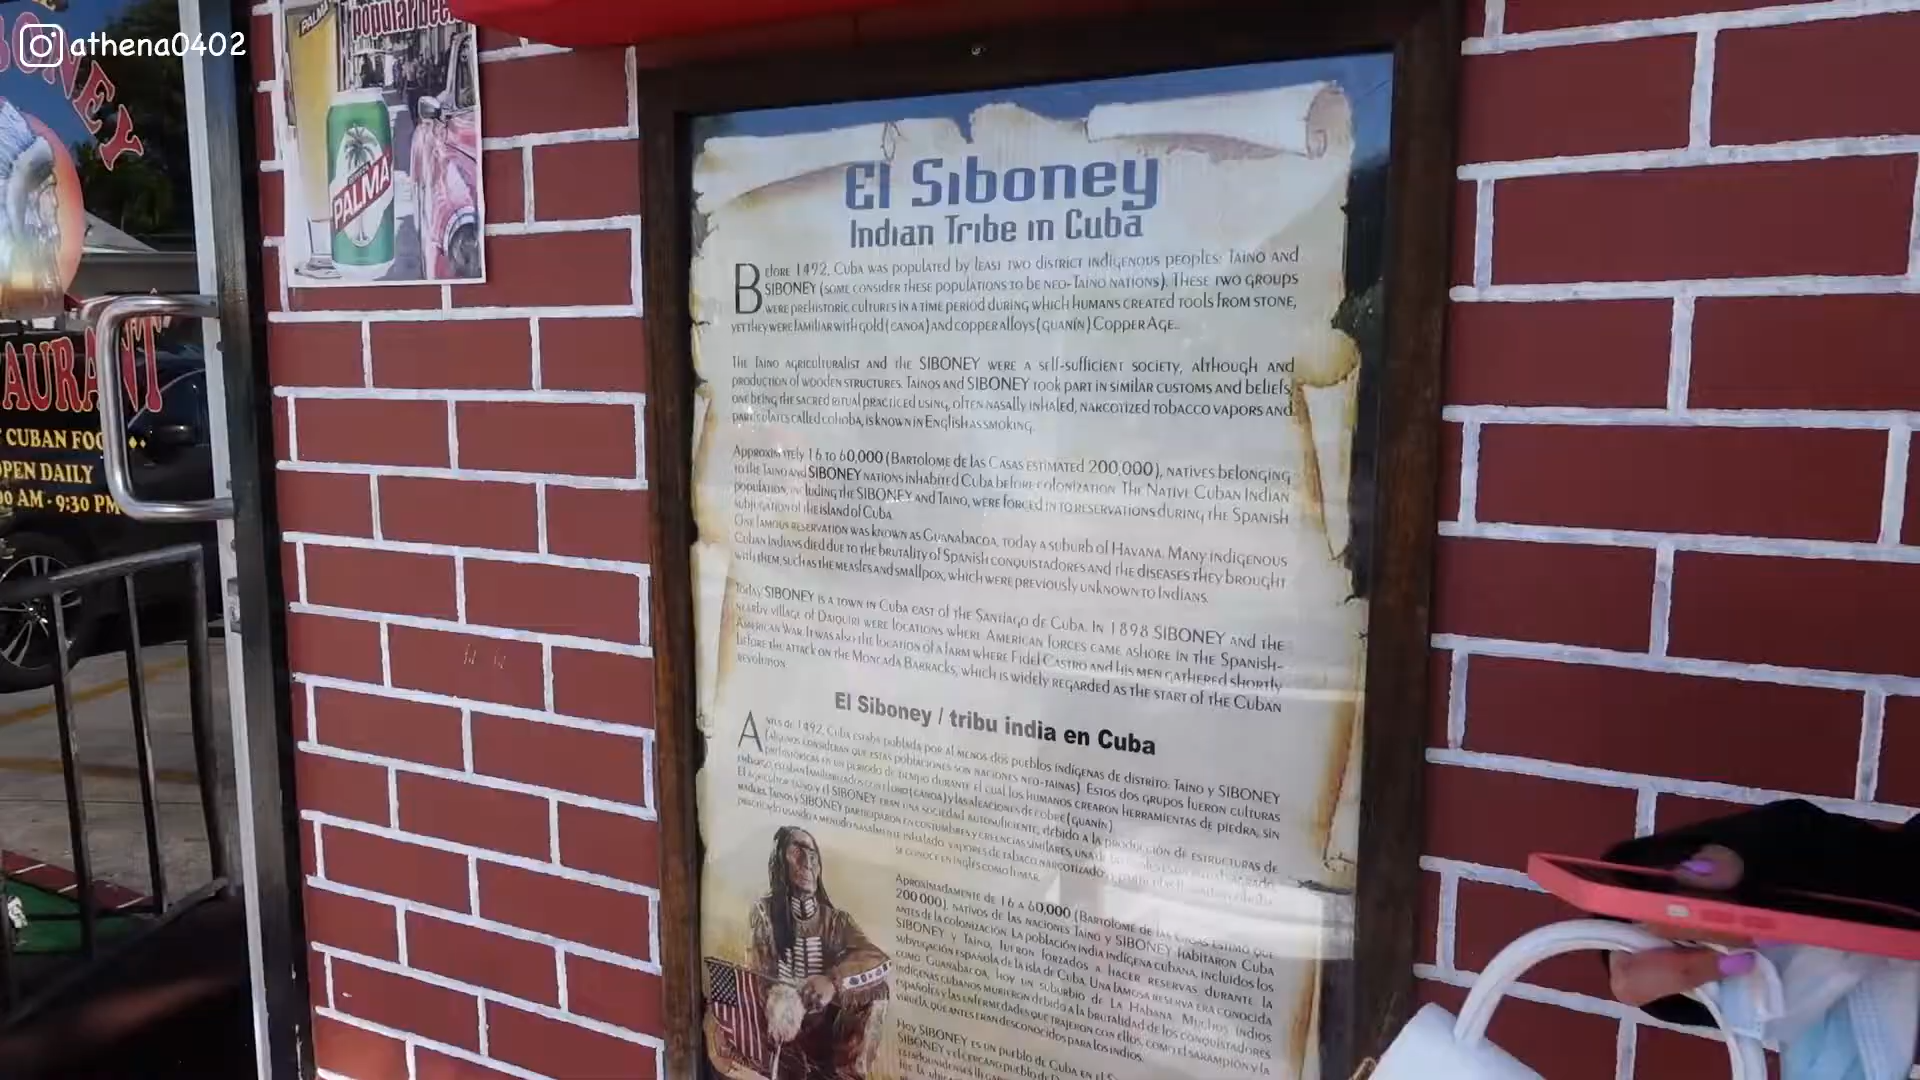 athena0402
BONEY
AURANT
CUBAN FOO
OPEN DAILY
00 AM - 9:30 PM
PALMA
popular beer
PALMA
El Siboney
Indian Tribe in Cuba
Before 1492, Cuba was populated by least two district indigenous peoples: Taino and
SIBONEY (some consider these populations to be neo-Taino nations). These two groups
were prehistoric cultures in a time period during which humans created tools from stone,
yet they were familiar with gold (canoa) and copper alloys (guanín) Copper Age..
The Taino agriculturalist and the SIBONEY were a self-sufficient society, although and
production of wooden structures. Tainos and SIBONEY took part in similar customs and beliefs,
one being the sacred ritual practiced using, often nasally inhaled, narcotized tobacco vapors and
particulates called cohoba, is known in English as smoking.
Approximately 16 to 60,000 (Bartolome de las Casas estimated 200,000), natives belonging
to the Taino and SIBONEY nations inhabited Cuba before colonization. The Native Cuban Indian
population, including the SIBONEY and Taino, were forced in to reservations during the Spanish
subjugation of the island of Cuba.
One famous reservation was known as Guanabacoa, today a suburb of Havana. Many indigenous
Cuban Indians died due to the brutality of Spanish conquistadores and the diseases they brought
with them, such as the measles and smallpox, which were previously unknown to Indians.
Today SIBONEY is a town in Cuba east of the Santiago de Cuba. In 1898 SIBONEY and the
nearby village of Daiquiri were locations where American forces came ashore in the Spanish-
American War. It was also the location of a farm where Fidel Castro and his men gathered shortly
before the attack on the Moncada Barracks, which is widely regarded as the start of the Cuban
revolution
El Siboney / tribu india en Cuba
Antes de 1492, Cuba estaba poblada por al menos dos pueblos indígenas de distrito: Taino y SIBONEY
(algunos consideran que estas poblaciones son naciones neo-tainas). Estos dos grupos fueron culturas
prehistóricas en un periodo de tiempo durante el cual los humanos crearon herramientas de piedra, sin
embargo, estaban familiarizados con el oro (canoa) y las aleaciones de cobre (guanín)
El agricultor taino y el SIBONEY eran una sociedad autosuficiente, debido a la producción de estructuras de
madera. Tainos y SIBONEY participaron en costumbres y creencias similares, una de
practicado usando a menudo nasalmente inhalado, vapores de tabaco narcotizados
se conoce en inglés como fumar.
Aproximadamente de 16 a 60,000 (Bartolome de las Casas estimó que
200 000), nativos de las naciones Taino y SIBONEY habitaron Cuba
antes de la colonización. La población india indígena cubana, incluidos los
SIBONEY y Taino, fueron forzados a hacer reservas durante la
subyugación española de la isla de Cuba. Una famosa reserva era conocida
como Guanabacoa, hoy un suburbio de La Habana. Muchos indios
indígenas cubanos murieron debido a la brutalidad de los conquistadores
españoles y las enfermedades que trajeron con ellos, como el sarampión y la
viruela, que antes eran desconocidos para los indios.
Hoy SIBONEY es un pueblo de Cuba en el
SIBONEY y el cercano pueblo de
estadounidenses